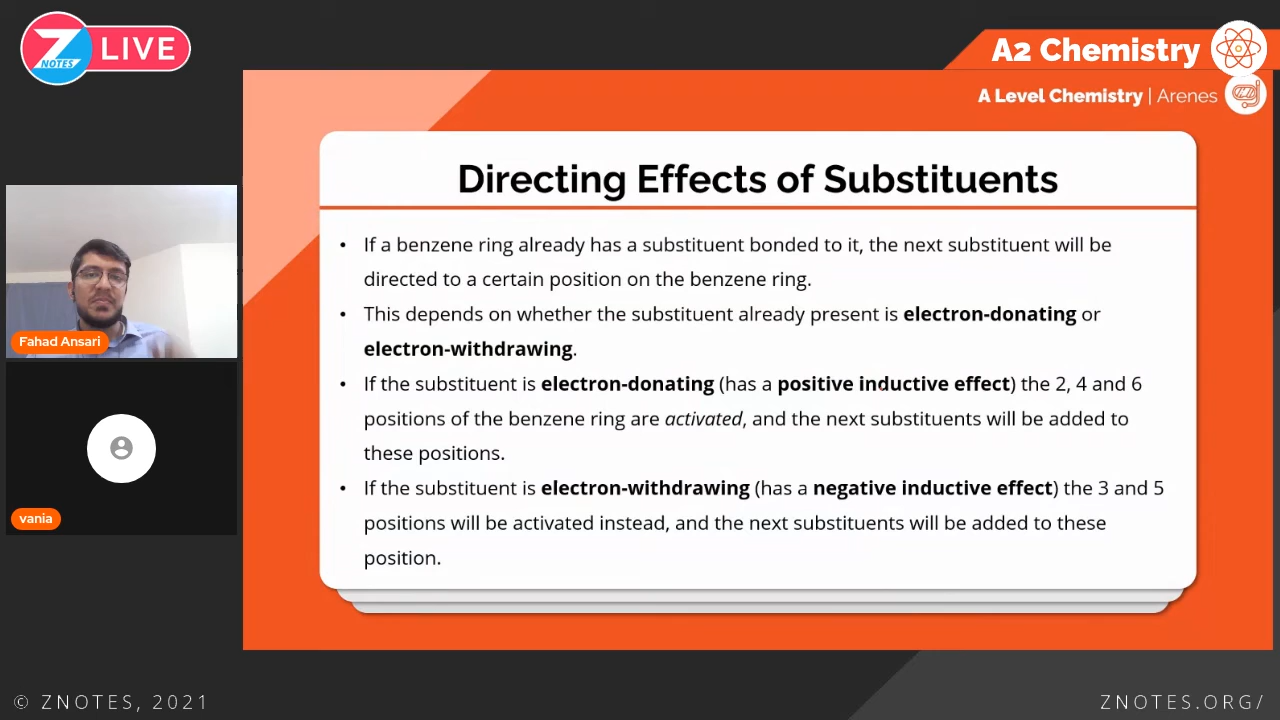 Z
NOTES
LIVE
A2 Chemistry
A Level Chemistry | Arenes
Directing Effects of Substituents
• If a benzene ring already has a substituent bonded to it, the next substituent will be
directed to a certain position on the benzene ring.
• This depends on whether the substituent already present is electron-donating or
electron-withdrawing.
• If the substituent is electron-donating (has a positive inductive effect) the 2, 4 and 6
positions of the benzene ring are activated, and the next substituents will be added to
these positions.
• If the substituent is electron-withdrawing (has a negative inductive effect) the 3 and 5
positions will be activated instead, and the next substituents will be added to these
position.
Fahad Ansari
vania
© ZNOTES, 2021
ZNOTES.ORG/